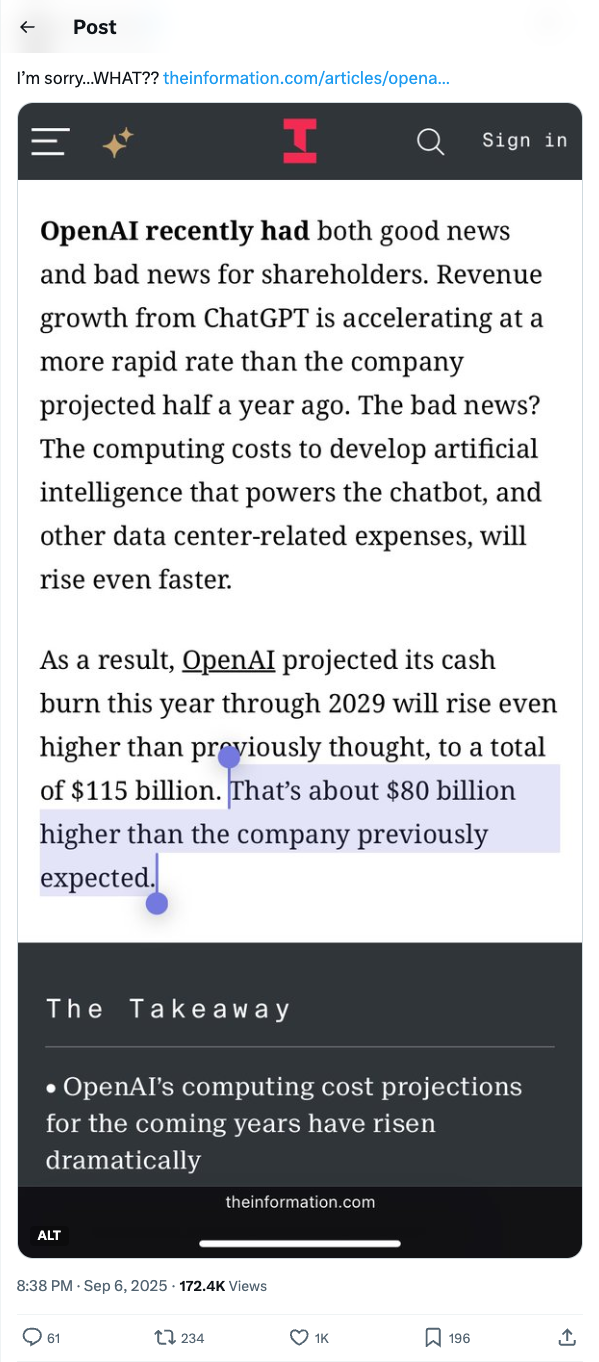 Post
I’m sorry...WHAT?? theinformation.com/articles/opena...
Sign in
OpenAI recently had both good news
and bad news for shareholders. Revenue
growth from ChatGPT is accelerating at a
more rapid rate than the company
projected half a year ago. The bad news?
The computing costs to develop artificial
intelligence that powers the chatbot, and
other data center-related expenses, will
rise even faster.
As a result, OpenAI projected its cash
burn this year through 2029 will rise even
higher than previously thought, to a total
of $115 billion. That’s about $80 billion
higher than the company previously
expected.
The Takeaway
• OpenAI’s computing cost projections
for the coming years have risen
dramatically
theinformation.com
ALT
8:38 PM · Sep 6, 2025 · 172.4K Views
61 234 1K 196